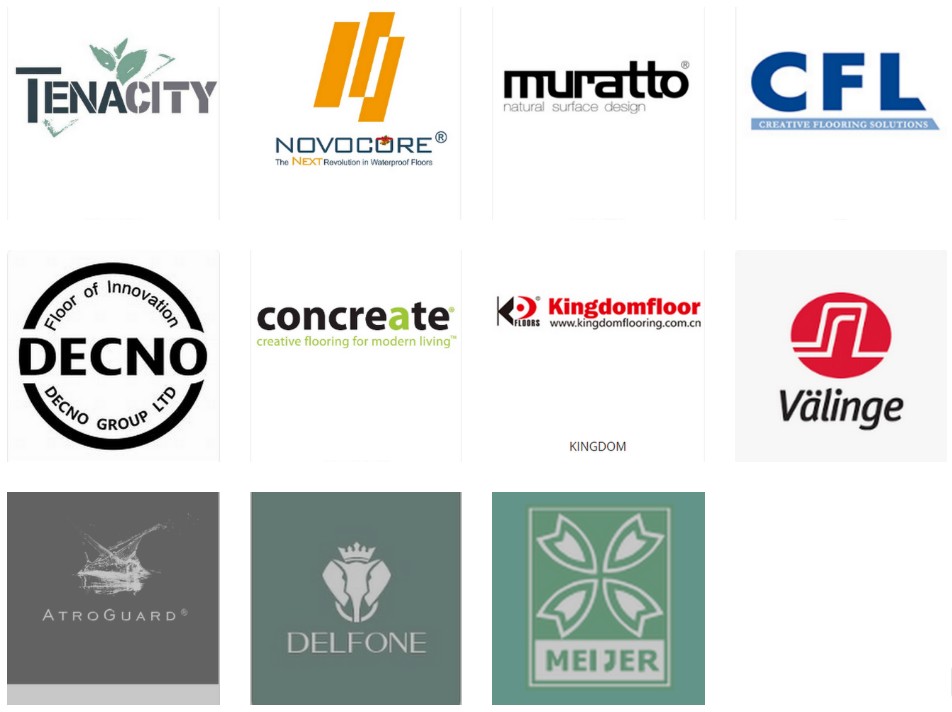 TENACITY
NOVOCORE®
The NEXT Revolution in Waterproof Floors
muratto®
natural surface design
CFL
CREATIVE FLOORING SOLUTIONS
Floor of Innovation
DECNO
DECNO GROUP LTD
concreate®
creative flooring for modern living™
K®
FLOORS
Kingdomfloor
www.kingdomflooring.com.cn
KINGDOM
Välinge
ATROGUARD®
DELFONE
MEIJER